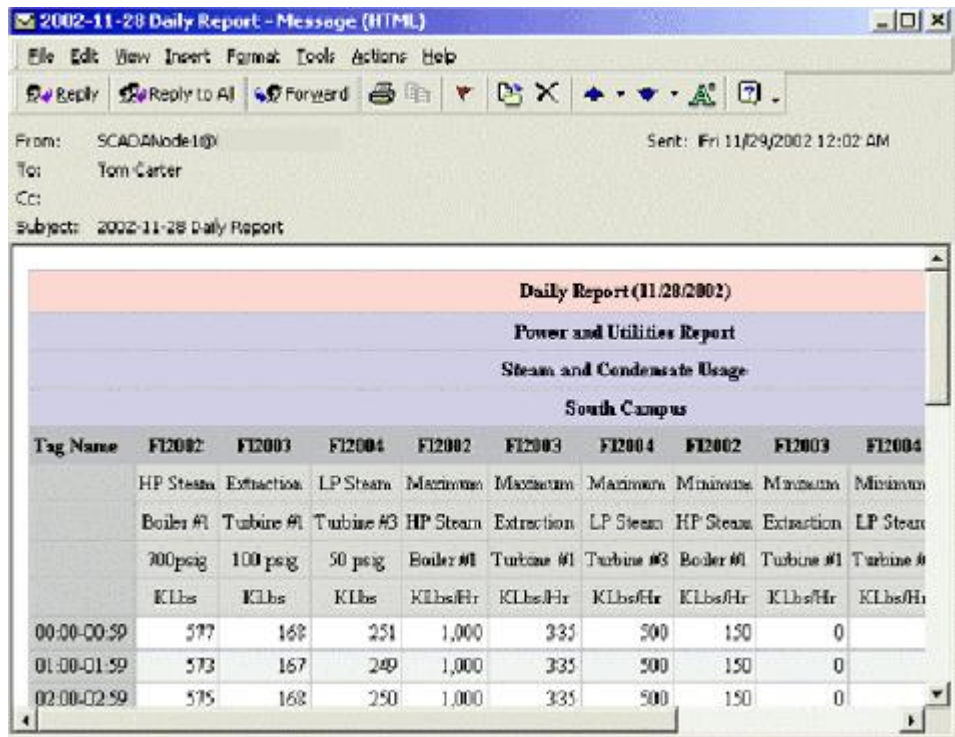 2002-11-28 Daily Report - Message (HTML)
File Edit View Insert Format Tools Actions Help
Reply Reply to All Forward
From: SCADANode1@ Sent: Fri 11/29/2002 12:02 AM
To: Tom Carter
Cc:
Subject: 2002-11-28 Daily Report
Daily Report (11/28/2002)
Power and Utilities Report
Steam and Condensate Usage
South Campus
Tag Name FI2002 FI2003 FI2004 FI2002 FI2003 FI2004 FI2002 FI2003 FI2004
HP Steam Extraction LP Steam Maximum Maximum Maximum Minimum Minimum Minimum
Boiler #1 Turbine #1 Turbine #3 HP Steam Extraction LP Steam HP Steam Extraction LP Steam
100 psig 50 psig Boiler #1 Turbine #1 Turbine #3 Boiler #1 Turbine #1 Turbine #
KLbs KLbs KLbs KLbs/Hr KLbs/Hr KLbs/Hr KLbs/Hr KLbs/Hr KLbs/Hr
00:00-00:59 577 168 251 1,000 335 500 150 0
01:00-01:59 573 167 249 1,000 335 500 150 0
02:00-02:59 575 168 250 1,000 335 500 150 0